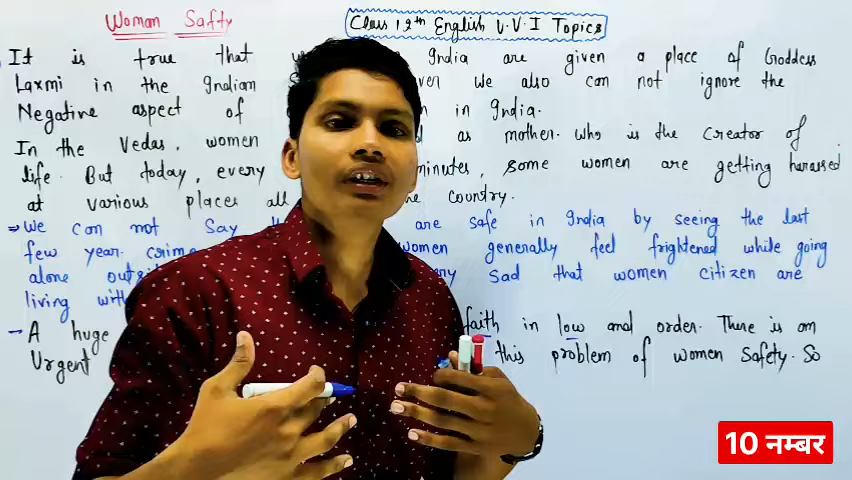 Woman Safty
Class 12th English V.V.I Topics
It is true that India are given a place of Goddess
Laxmi in the Indian we also can not ignore the
Negative aspect of in India.
In the Vedas, women as mother. who is the creator of
life. But today, every minutes, some women are getting harassed
at various places all country.
⇒ We can not Say are safe in India by seeing the last
few year. crime women generally feel frightened while going
alone sad that women citizen are
living
- A huge faith in low and order. There is an
Urgent this problem of women Safety. So
10 नम्बर